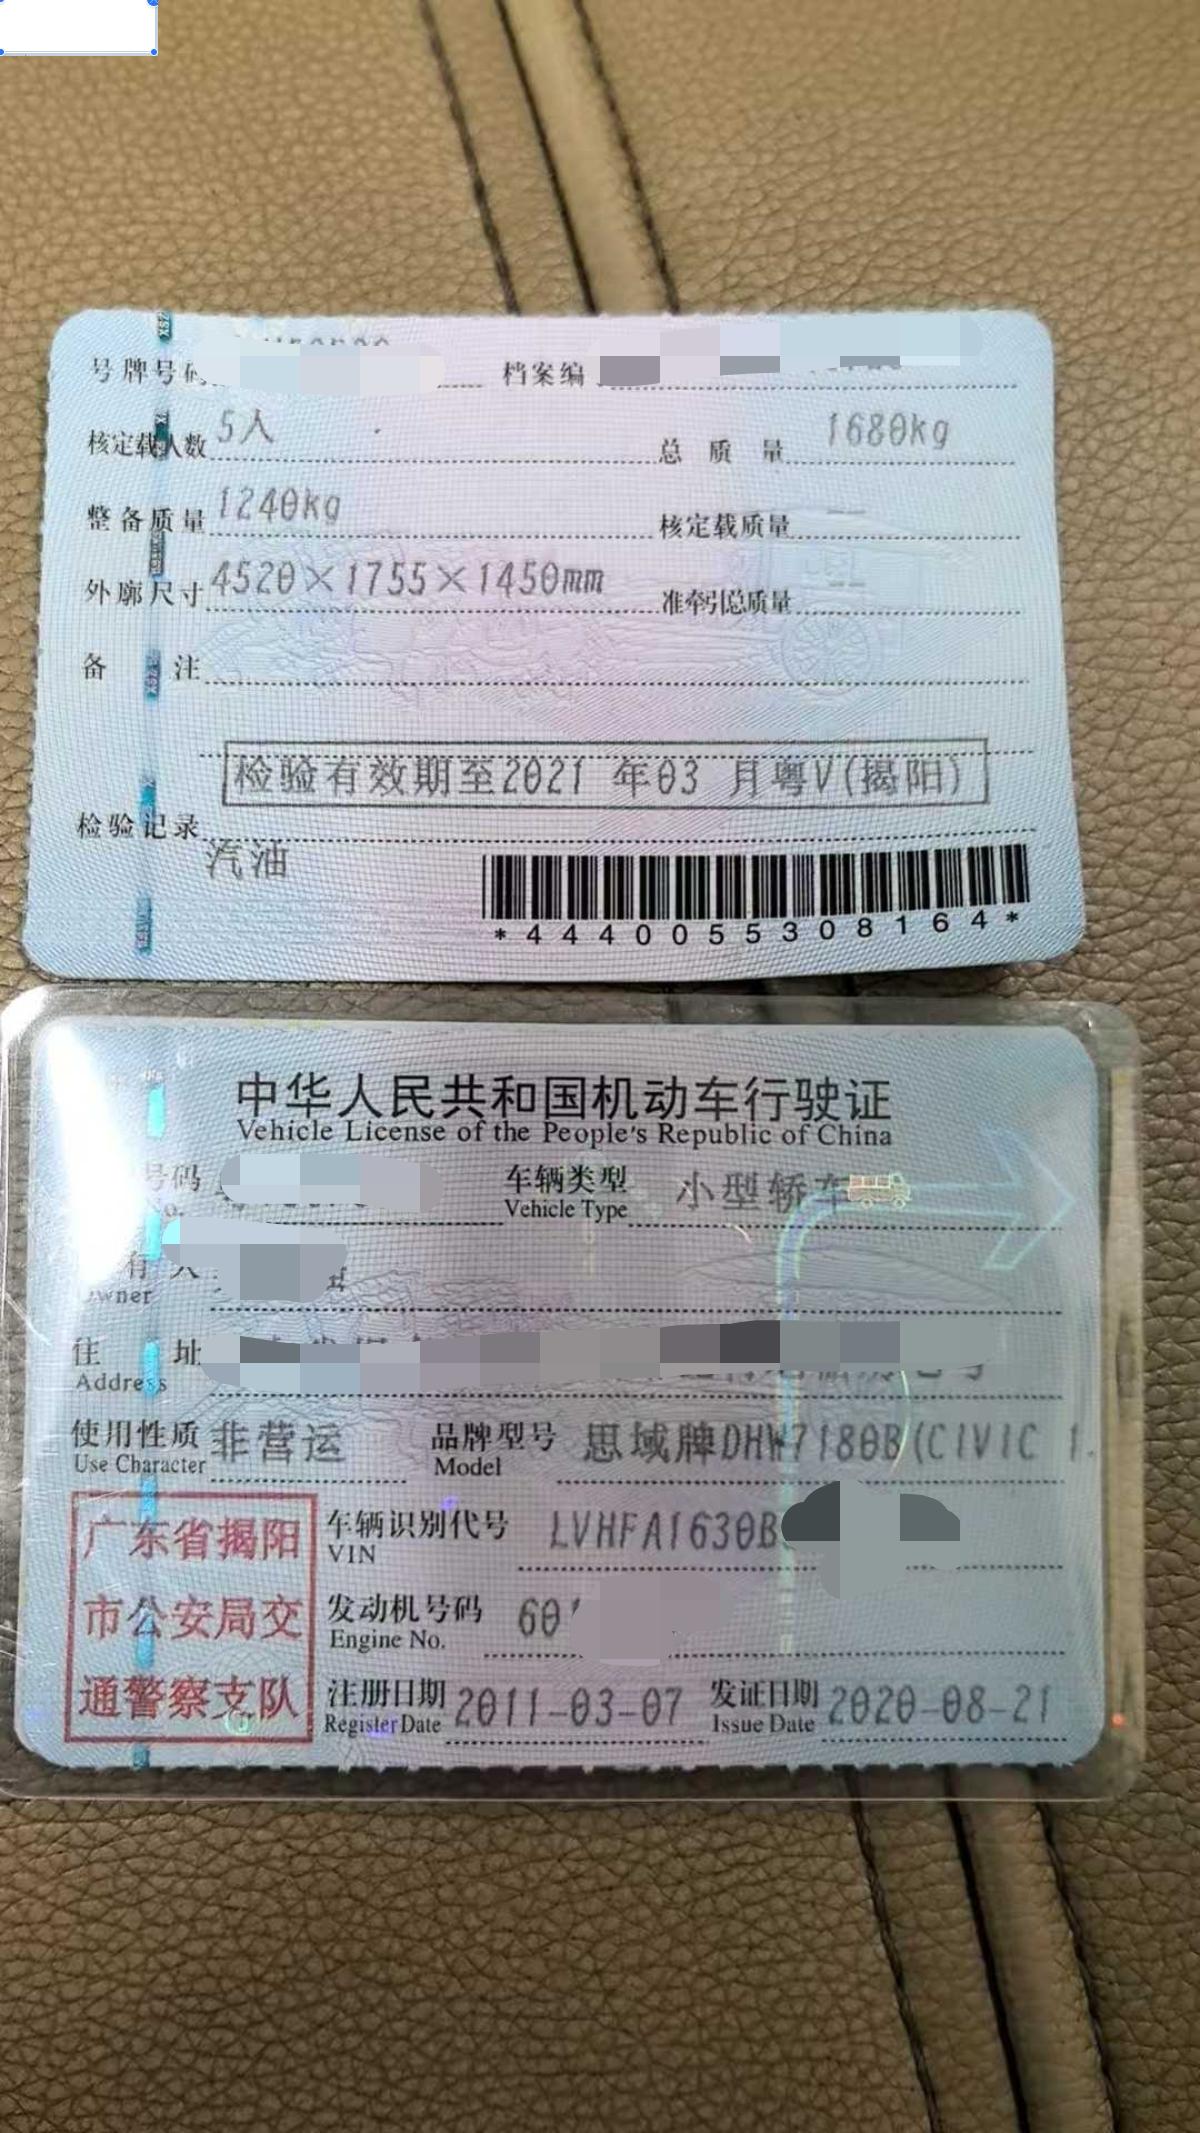 号牌号码
档案编
核定载人数 5人 总质量 1680kg
整备质量 1240kg 核定载质量 --
外廓尺寸 4520×1755×1450mm 准牵引总质量
备注
检验有效期至2021 年03 月粤V(揭阳)
检验记录
汽油
*4440055308164*
中华人民共和国机动车行驶证
Vehicle License of the People's Republic of China
号码 车辆类型 小型轿车
No. Vehicle Type
有人
Owner
住址
Address
使用性质 非营运 品牌型号 思域牌DHW7180B(CIVIC 1.
Use Character Model
广东省揭阳
市公安局交
通警察支队
车辆识别代号 LVHFA1630B
VIN
发动机号码 60
Engine No.
注册日期 2011-03-07 发证日期 2020-08-21
Register Date Issue Date